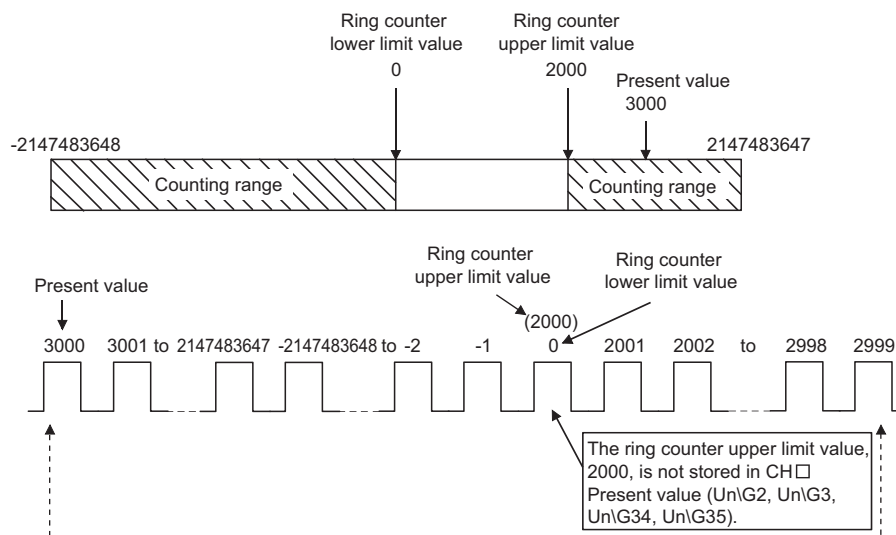 Ring counter
lower limit value
0
Ring counter
upper limit value
2000
Present value
3000
-2147483648
2147483647
Counting range
Counting range
Ring counter
upper limit value
Ring counter
lower limit value
Present value
(2000)
3000 3001 to 2147483647 -2147483648 to -2 -1 0 2001 2002 to 2998 2999
The ring counter upper limit value,
2000, is not stored in CH□
Present value (Un\G2, Un\G3,
Un\G34, Un\G35).